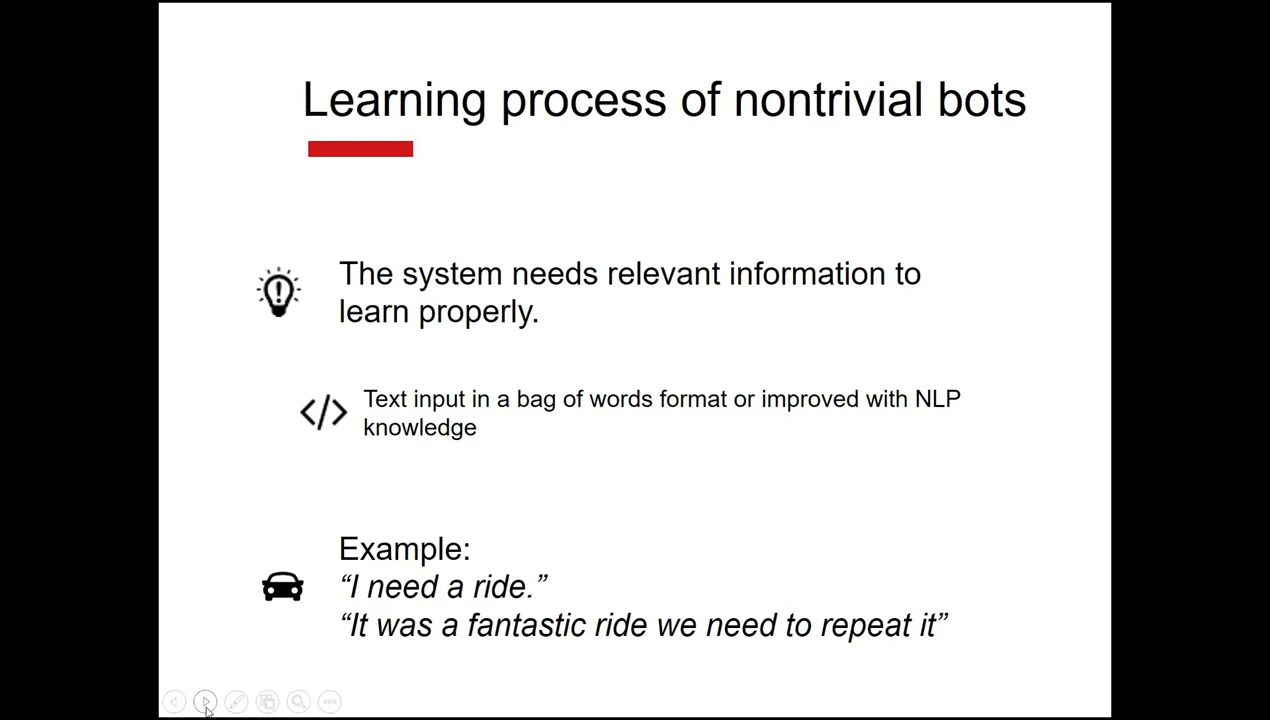 Learning process of nontrivial bots
The system needs relevant information to
learn properly.
Text input in a bag of words format or improved with NLP
knowledge
Example:
“I need a ride.”
“It was a fantastic ride we need to repeat it”